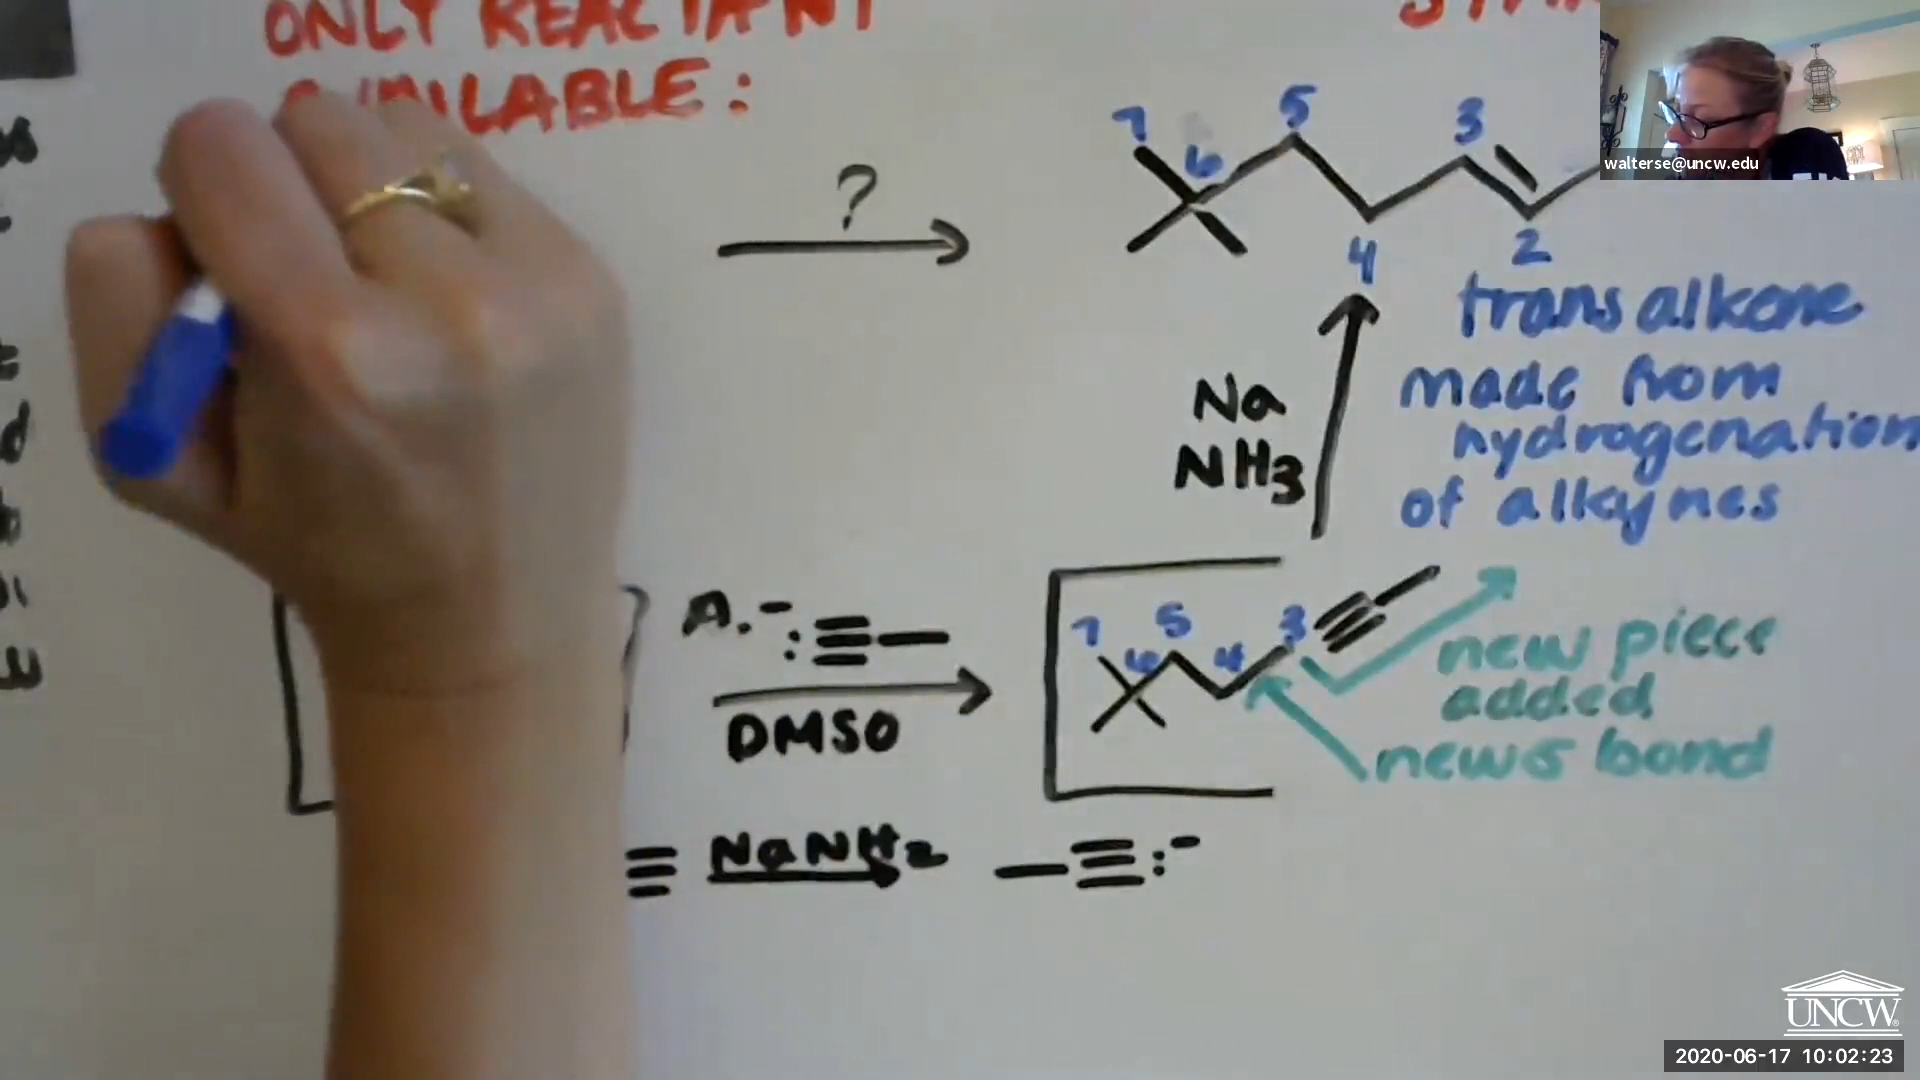 ONLY REACTANT
AVAILABLE:
?
7
6
5
4
3
2
walterse@uncw.edu
trans alkene
made from
hydrogenation
of alkynes
Na
NH3
A. -
:≡—
DMSO
7
6
5
4
3
new piece
added
new σ bond
≡ NaNH2 —≡:-
UNCW
2020-06-17 10:02:23